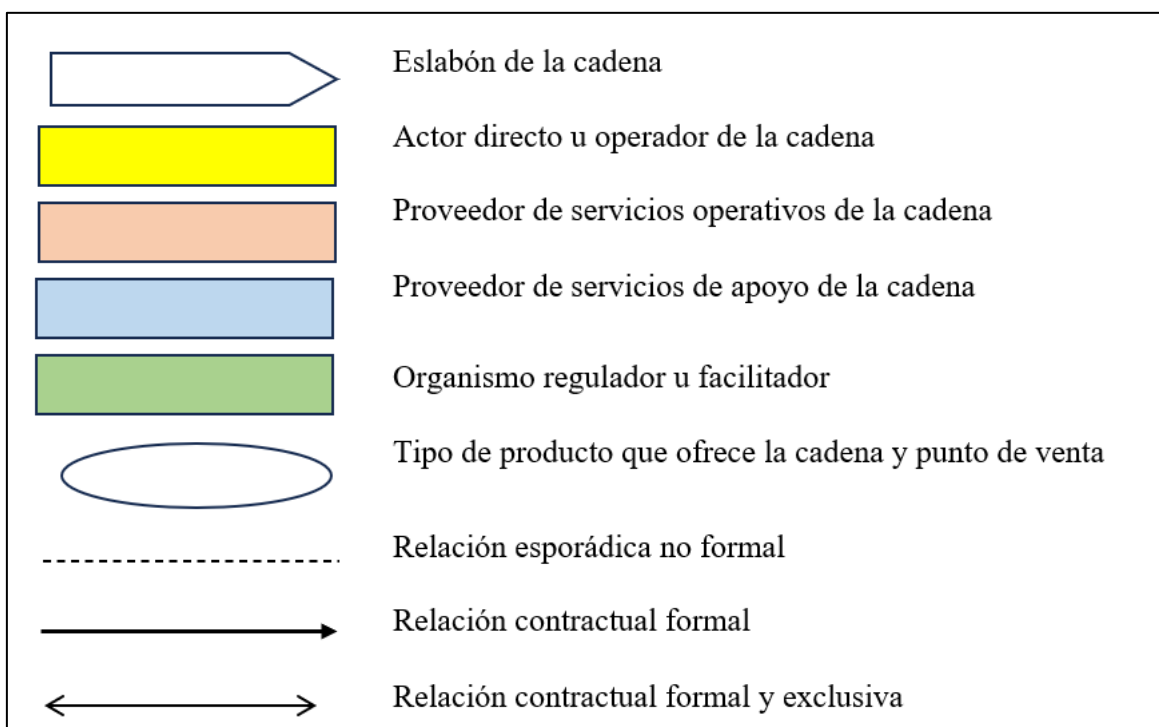 Eslabón de la cadena
Actor directo u operador de la cadena
Proveedor de servicios operativos de la cadena
Proveedor de servicios de apoyo de la cadena
Organismo regulador u facilitador
Tipo de producto que ofrece la cadena y punto de venta
Relación esporádica no formal
Relación contractual formal
Relación contractual formal y exclusiva